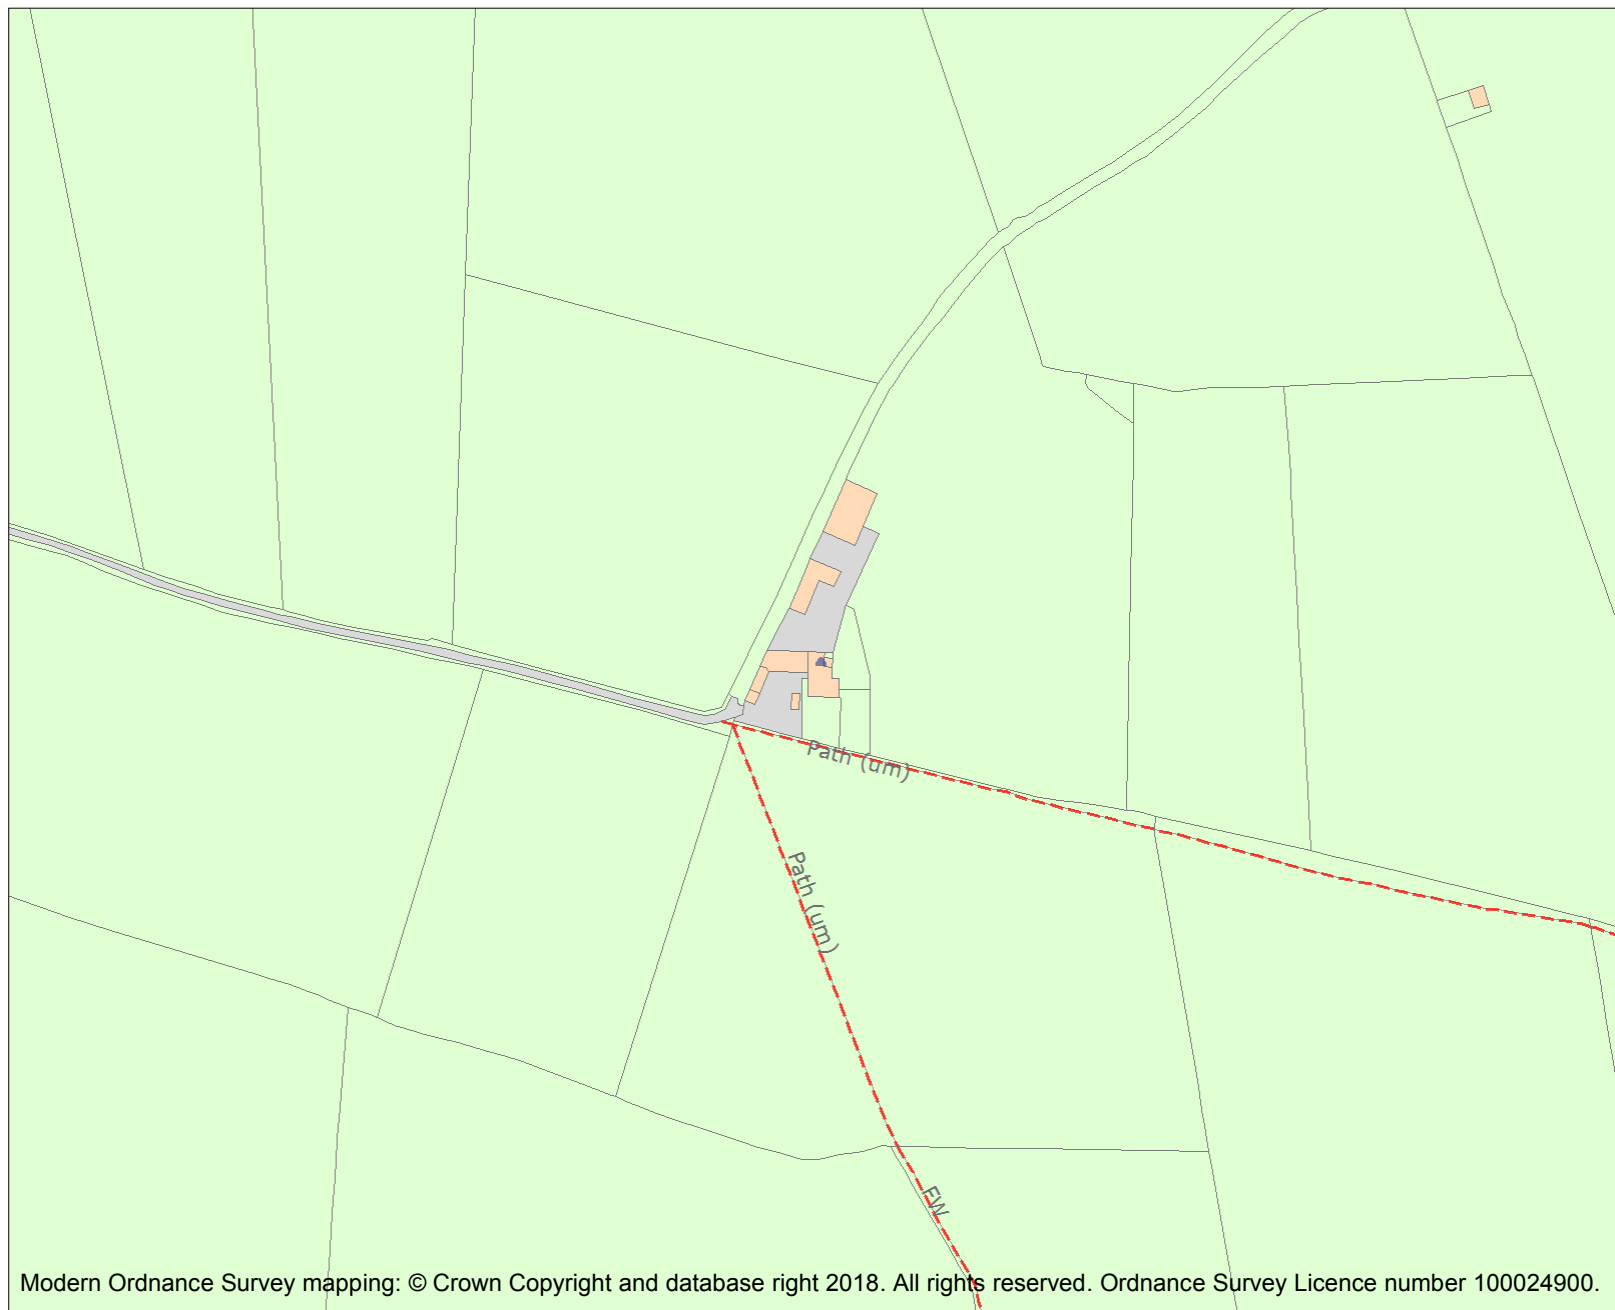 Path (um)
Path (um)
FW
Modern Ordnance Survey mapping: © Crown Copyright and database right 2018. All rights reserved. Ordnance Survey Licence number 100024900.